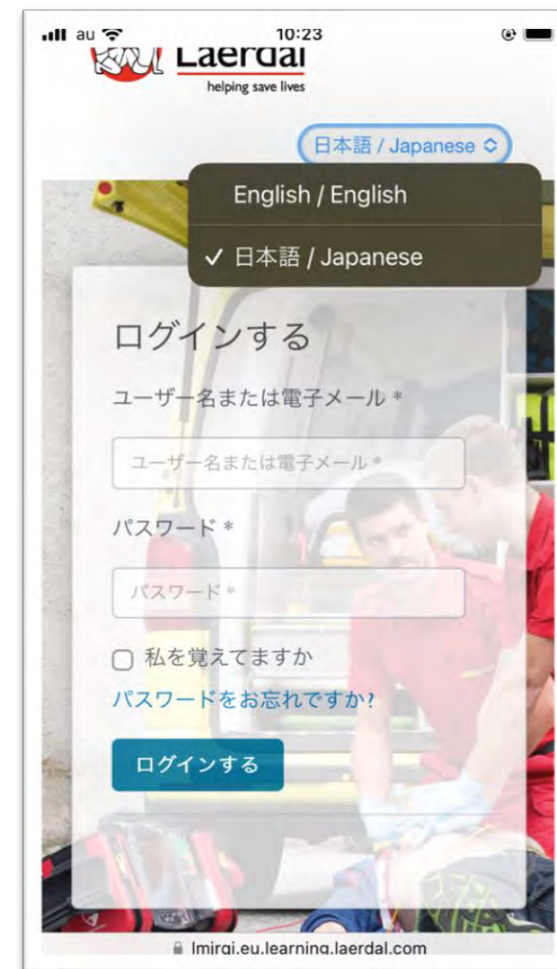 au 10:23
Laerdal
helping save lives
日本語 / Japanese
English / English
✓ 日本語 / Japanese
ログインする
ユーザー名または電子メール *
ユーザー名または電子メール *
パスワード *
パスワード *
私を覚えてますか
パスワードをお忘れですか?
ログインする
lmirqi.eu.learning.laerdal.com